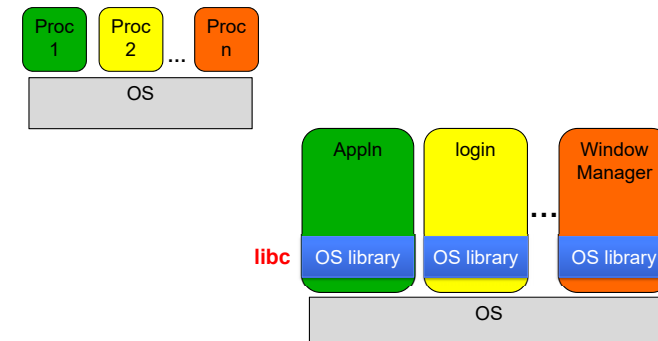 Proc
1
Proc
2
...
Proc
n
OS
Appln
login
...
Window
Manager
libc
OS library
OS library
OS library
OS